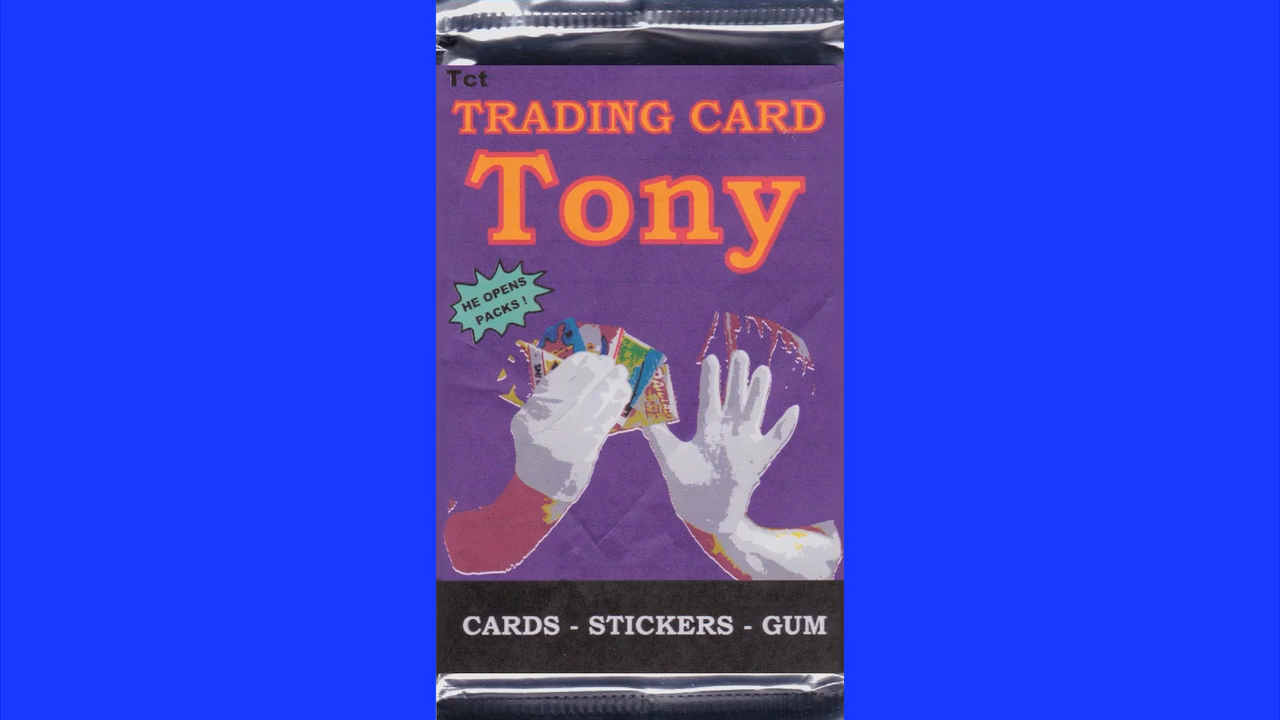 Tct
TRADING CARD
Tony
HE OPENS
PACKS!
CARDS - STICKERS - GUM